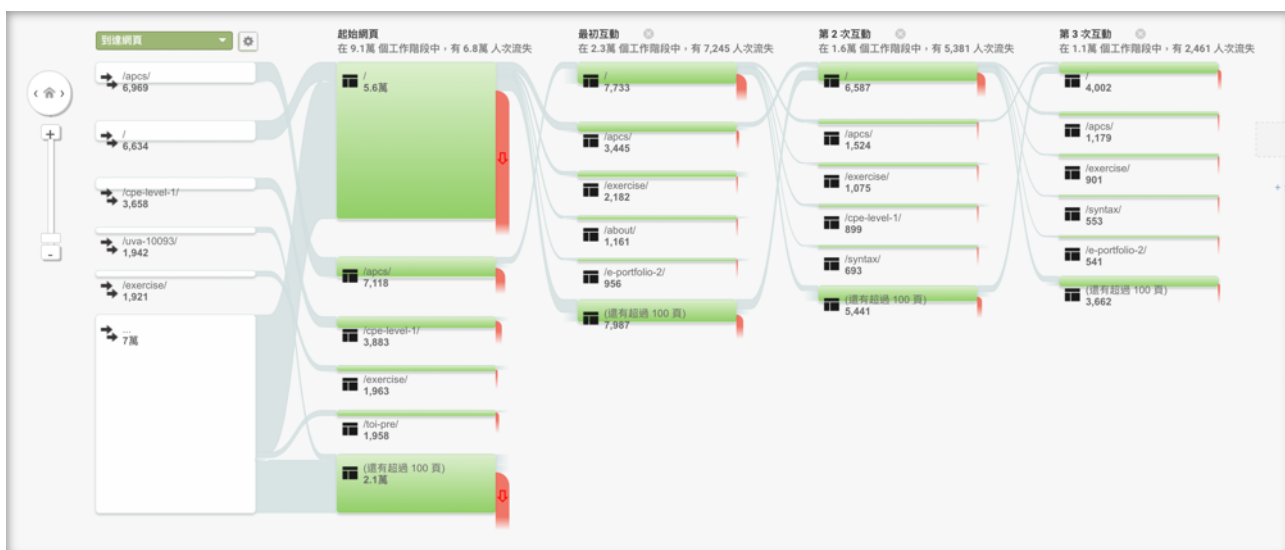 到達網頁
/apcs/
6,969
/
6,634
/cpe-level-1/
3,658
/uva-10093/
1,942
/exercise/
1,921
...
7萬
起始網頁
在 9.1萬 個工作階段中，有 6.8萬 人次流失
/
5.6萬
/apcs/
7,118
/cpe-level-1/
3,883
/exercise/
1,963
/toi-pre/
1,958
(還有超過 100 頁)
2.1萬
最初互動
在 2.3萬 個工作階段中，有 7,245 人次流失
/
7,733
/apcs/
3,445
/exercise/
2,182
/about/
1,161
/e-portfolio-2/
956
(還有超過 100 頁)
7,987
第 2 次互動
在 1.6萬 個工作階段中，有 5,381 人次流失
/
6,587
/apcs/
1,524
/exercise/
1,075
/cpe-level-1/
899
/syntax/
693
(還有超過 100 頁)
5,441
第 3 次互動
在 1.1萬 個工作階段中，有 2,461 人次流失
/
4,002
/apcs/
1,179
/exercise/
901
/syntax/
553
/e-portfolio-2/
541
(還有超過 100 頁)
3,662